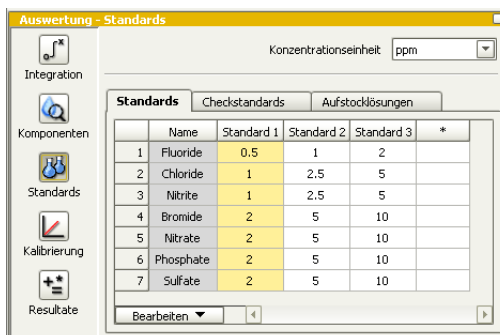 Auswertung - Standards
Integration
Komponenten
Standards
Kalibrierung
Resultate
Konzentrationseinheit ppm
Standards Checkstandards Aufstocklösungen
Name Standard 1 Standard 2 Standard 3 *
1 Fluoride 0.5 1 2
2 Chloride 1 2.5 5
3 Nitrite 1 2.5 5
4 Bromide 2 5 10
5 Nitrate 2 5 10
6 Phosphate 2 5 10
7 Sulfate 2 5 10
Bearbeiten